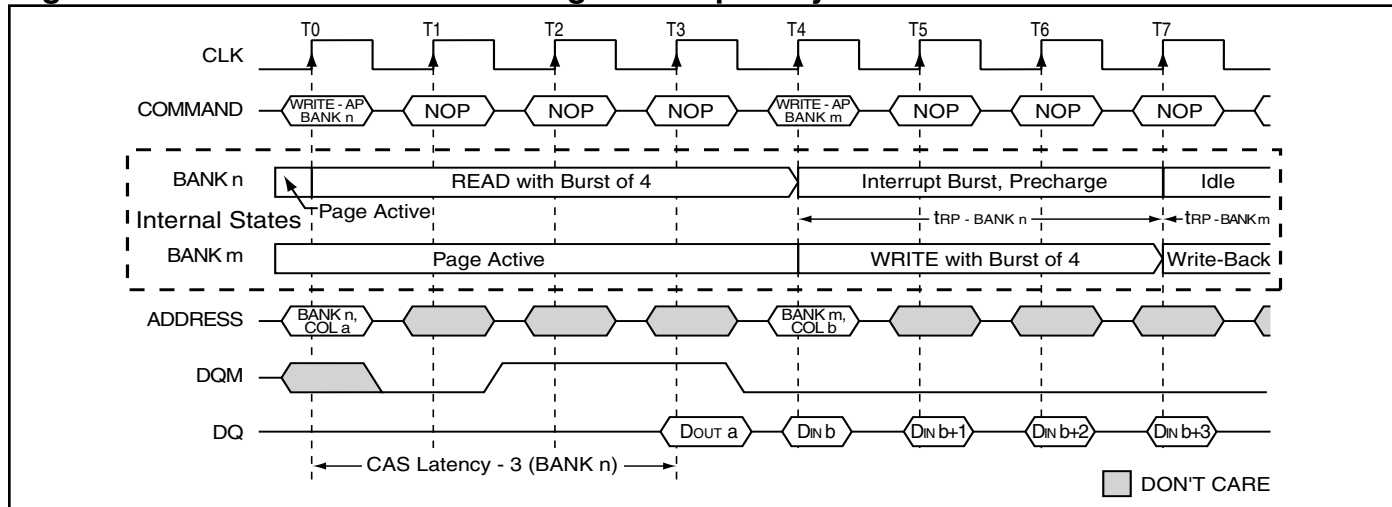 T0 T1 T2 T3 T4 T5 T6 T7
CLK
COMMAND WRITE - AP BANK n NOP NOP NOP WRITE - AP BANK m NOP NOP NOP
BANK n READ with Burst of 4 Interrupt Burst, Precharge Idle
Internal States Page Active tRP - BANK n tRP - BANK m
BANK m Page Active WRITE with Burst of 4 Write-Back
ADDRESS BANK n, COL a BANK m, COL b
DQM
DQ DOUT a DIN b DIN b+1 DIN b+2 DIN b+3
CAS Latency - 3 (BANK n)
DON'T CARE